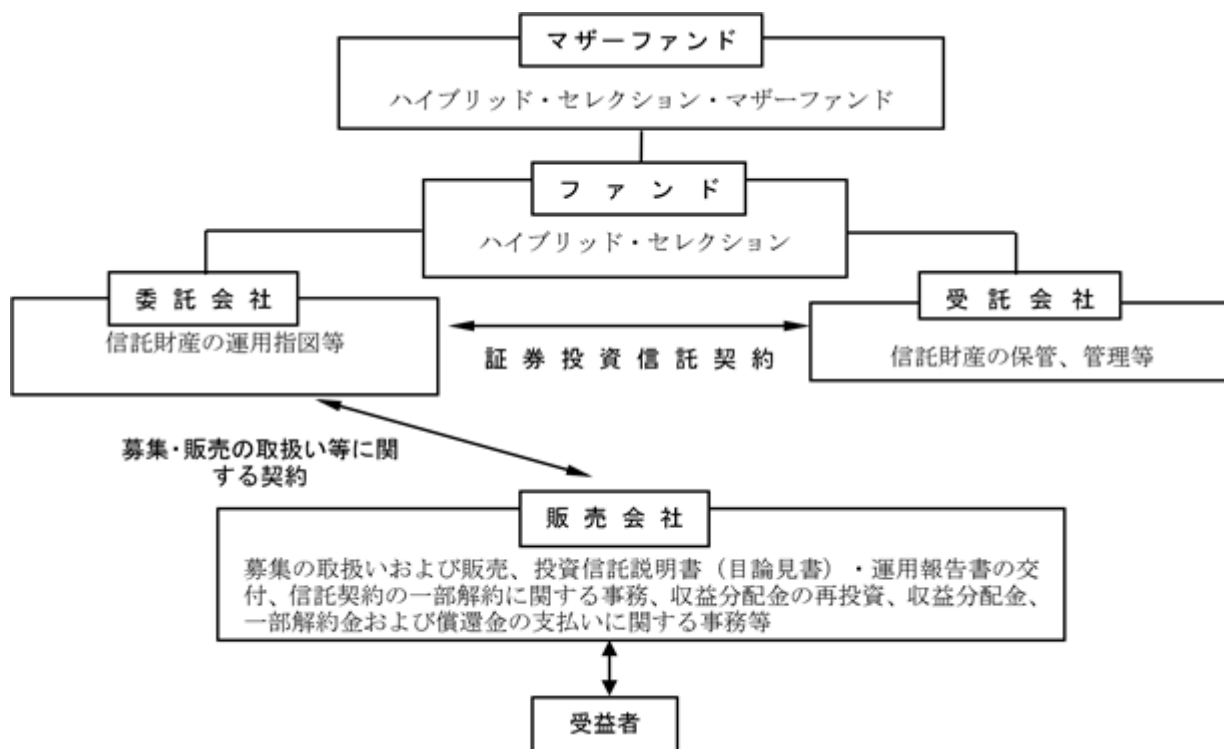 マザーファンド
ハイブリッド・セレクション・マザーファンド
ファンド
ハイブリッド・セレクション
委託会社
信託財産の運用指図等
受託会社
信託財産の保管、管理等
証券投資信託契約
募集・販売の取扱い等に関
する契約
販売会社
募集の取扱いおよび販売、投資信託説明書（目論見書）・運用報告書の交
付、信託契約の一部解約に関する事務、収益分配金の再投資、収益分配金、
一部解約金および償還金の支払いに関する事務等
受益者